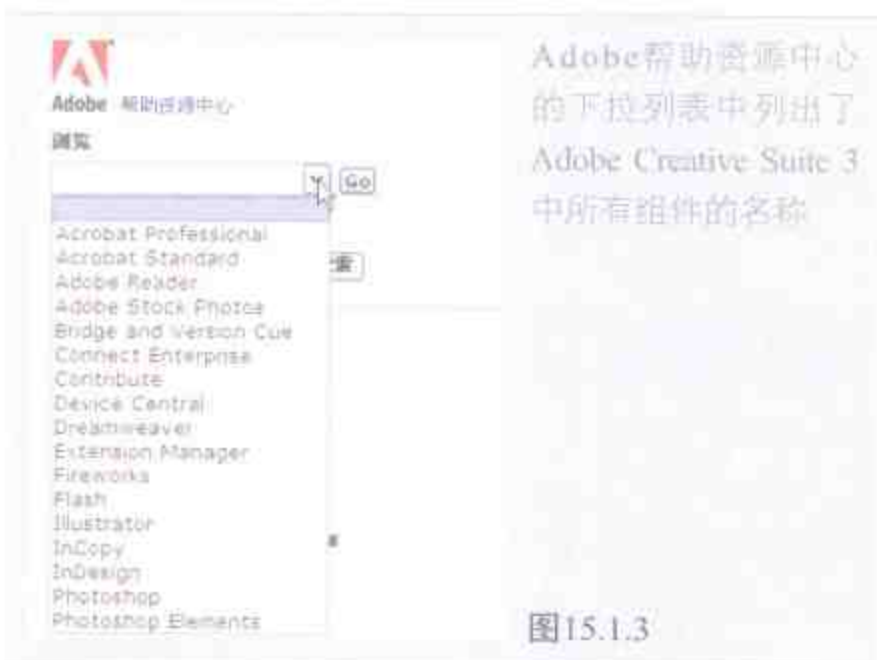 Adobe 帮助资源中心
浏览
Go
Acrobat Professional
Acrobat Standard
索
Adobe Reader
Adobe Stock Photos
Bridge and Version Cue
Connect Enterprise
Contribute
Device Central
Dreamweaver
Extension Manager
Fireworks
Flash
Illustrator
InCopy
InDesign
Photoshop
Photoshop Elements
Adobe帮助资源中心
的下拉列表中列出了
Adobe Creative Suite 3
中所有组件的名称
图15.1.3